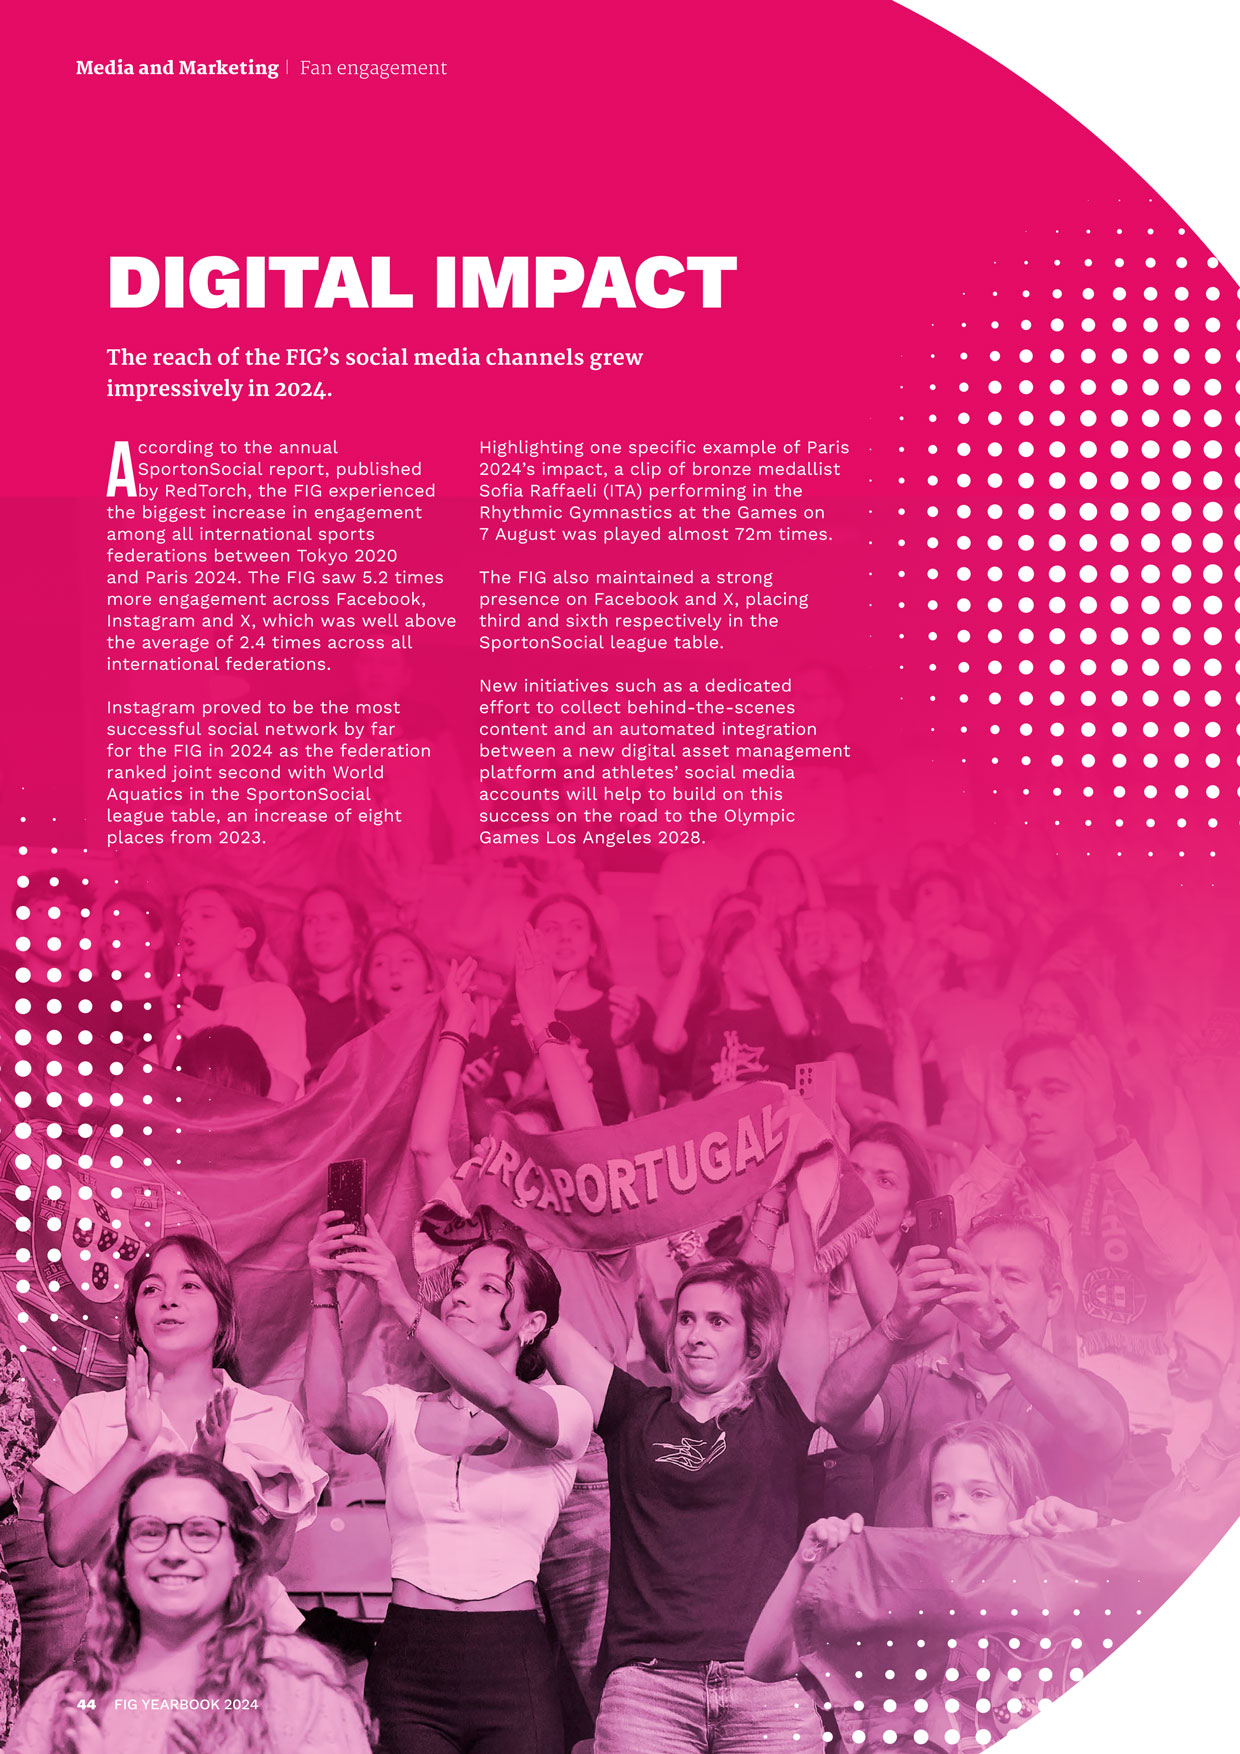 Media and Marketing | Fan engagement
DIGITAL IMPACT
The reach of the FIG’s social media channels grew
impressively in 2024.
According to the annual
SportonSocial report, published
by RedTorch, the FIG experienced
the biggest increase in engagement
among all international sports
federations between Tokyo 2020
and Paris 2024. The FIG saw 5.2 times
more engagement across Facebook,
Instagram and X, which was well above
the average of 2.4 times across all
international federations.
Instagram proved to be the most
successful social network by far
for the FIG in 2024 as the federation
ranked joint second with World
Aquatics in the SportonSocial
league table, an increase of eight
places from 2023.
Highlighting one specific example of Paris
2024’s impact, a clip of bronze medallist
Sofia Raffaeli (ITA) performing in the
Rhythmic Gymnastics at the Games on
7 August was played almost 72m times.
The FIG also maintained a strong
presence on Facebook and X, placing
third and sixth respectively in the
SportonSocial league table.
New initiatives such as a dedicated
effort to collect behind-the-scenes
content and an automated integration
between a new digital asset management
platform and athletes’ social media
accounts will help to build on this
success on the road to the Olympic
Games Los Angeles 2028.
PORTUGAL
44 FIG YEARBOOK 2024